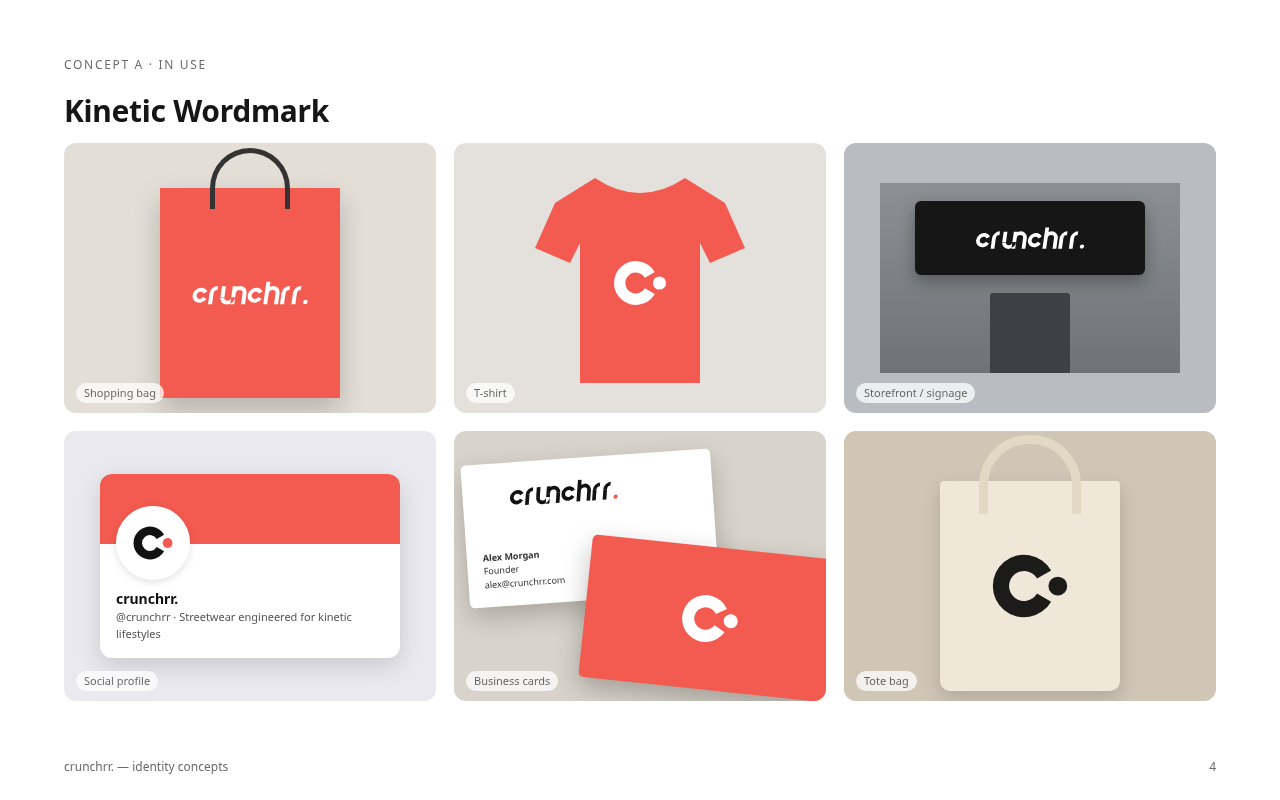 CONCEPT A · IN USE
Kinetic Wordmark
crunchrr.
Shopping bag
T-shirt
crunchrr.
Storefront / signage
crunchrr.
@crunchrr · Streetwear engineered for kinetic
lifestyles
Social profile
crunchrr.
Alex Morgan
Founder
alex@crunchrr.com
Business cards
Tote bag
crunchrr. — identity concepts
4